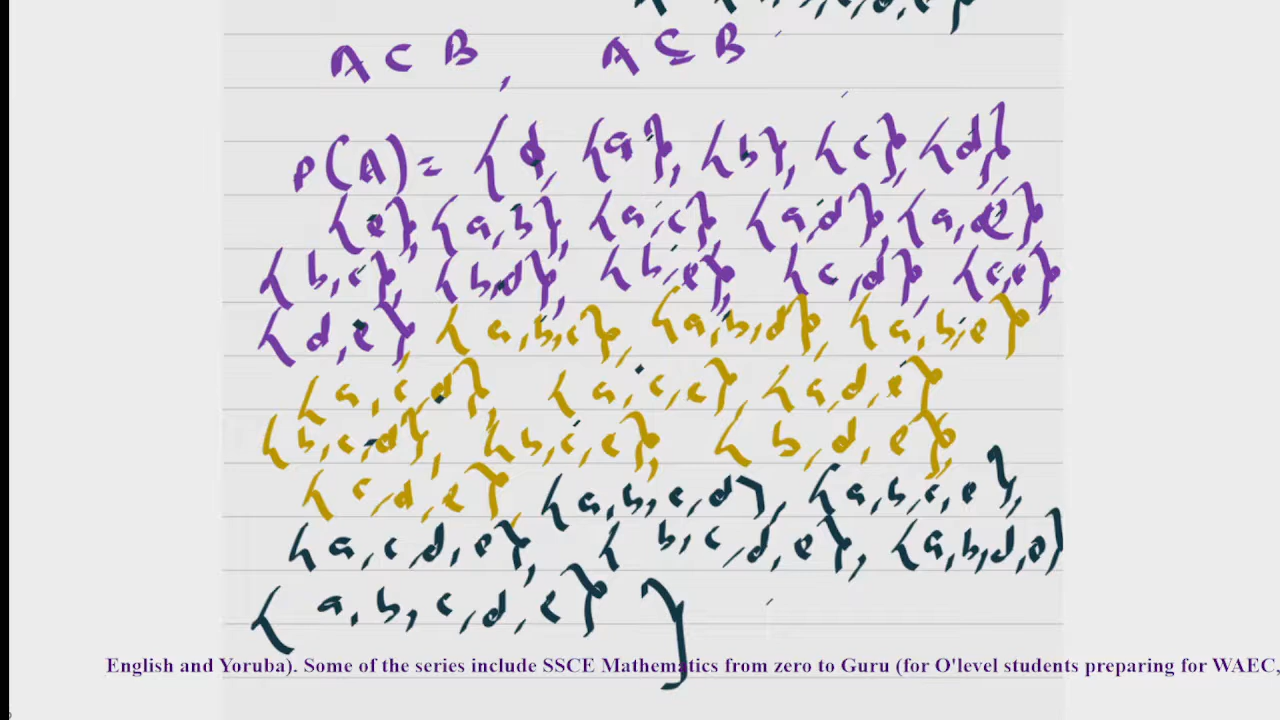 A ⊂ B, A ⊆ B
P(A) = { ϕ, {a}, {b}, {c}, {d},
{e}, {a,b}, {a,c}, {a,d}, {a,e}
{b,c}, {b,d}, {b,e}, {c,d}, {c,e},
{d,e}, {a,b,c}, {a,b,d}, {a,b,e}
{a,c,d}, {a,c,e}, {a,d,e}
{b,c,d}, {b,c,e}, {b,d,e},
{c,d,e}, {a,b,c,d}, {a,b,c,e},
{a,c,d,e}, {b,c,d,e}, {a,b,d,e}
{a,b,c,d,e} }
English and Yoruba). Some of the series include SSCE Mathematics from zero to Guru (for O'level students preparing for WAEC,